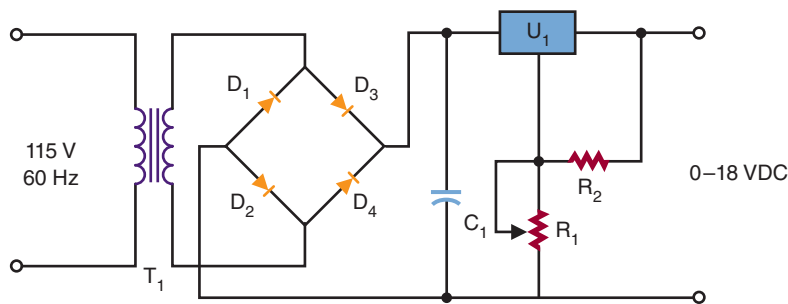 U₁
D₁
D₃
115 V
60 Hz
R₂
0–18 VDC
D₂
D₄
C₁
R₁
T₁